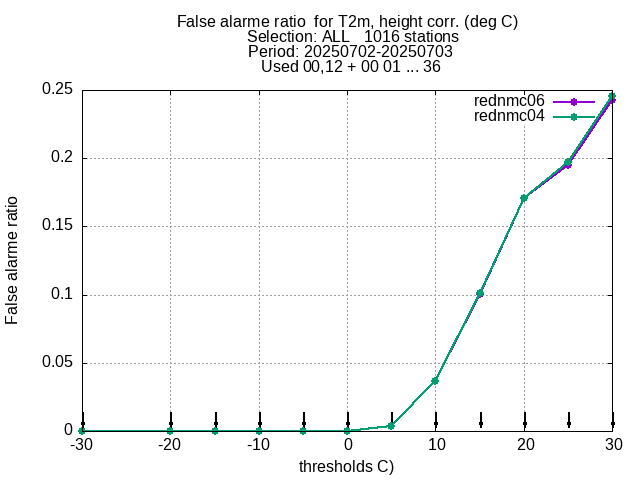 False alarme ratio  for T2m, height corr. (deg C)
Selection: ALL   1016 stations
Period: 20250702-20250703
Used 00,12 + 00 01 ... 36
rednmc06
rednmc04
0.25
0.2
0.15
0.1
0.05
0
False alarme ratio
-30
-20
-10
0
10
20
30
thresholds C)